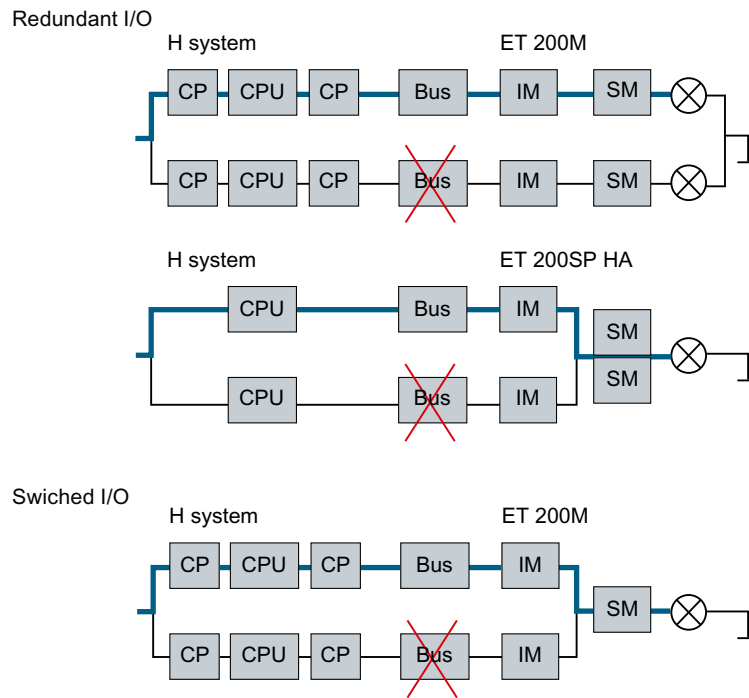 Redundant I/O
H system ET 200M
CP CPU CP Bus IM SM
CP CPU CP Bus IM SM
H system ET 200SP HA
CPU Bus IM SM
CPU Bus IM SM
Swiched I/O
H system ET 200M
CP CPU CP Bus IM SM
CP CPU CP Bus IM